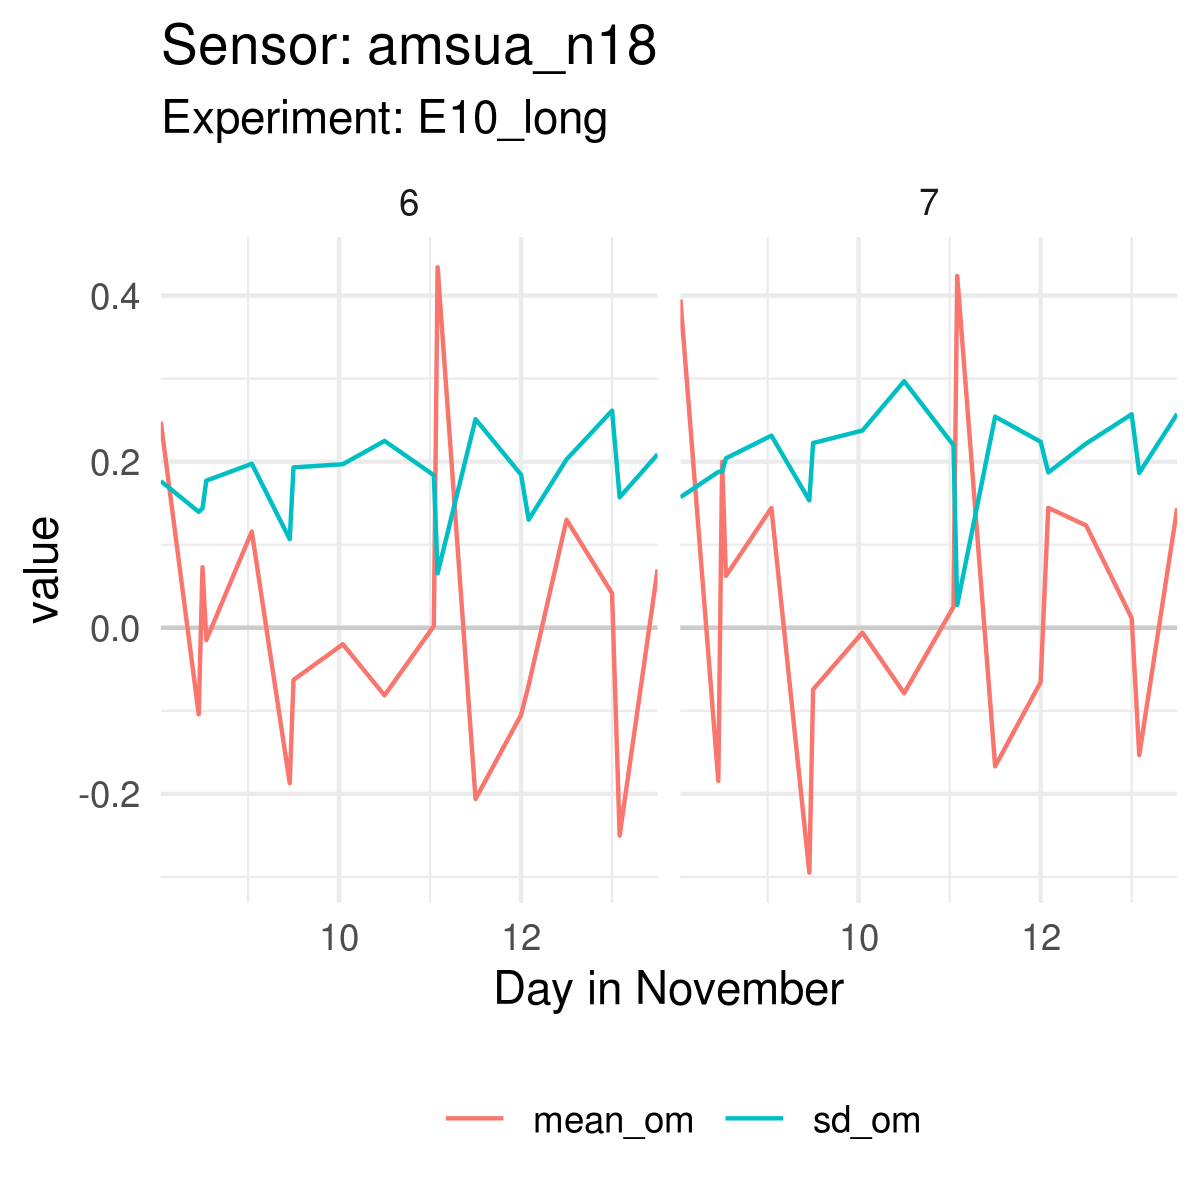 Sensor: amsua_n18
Experiment: E10_long
6
7
0.4
0.2
0.0
-0.2
value
10
12
10
12
Day in November
mean_om
sd_om